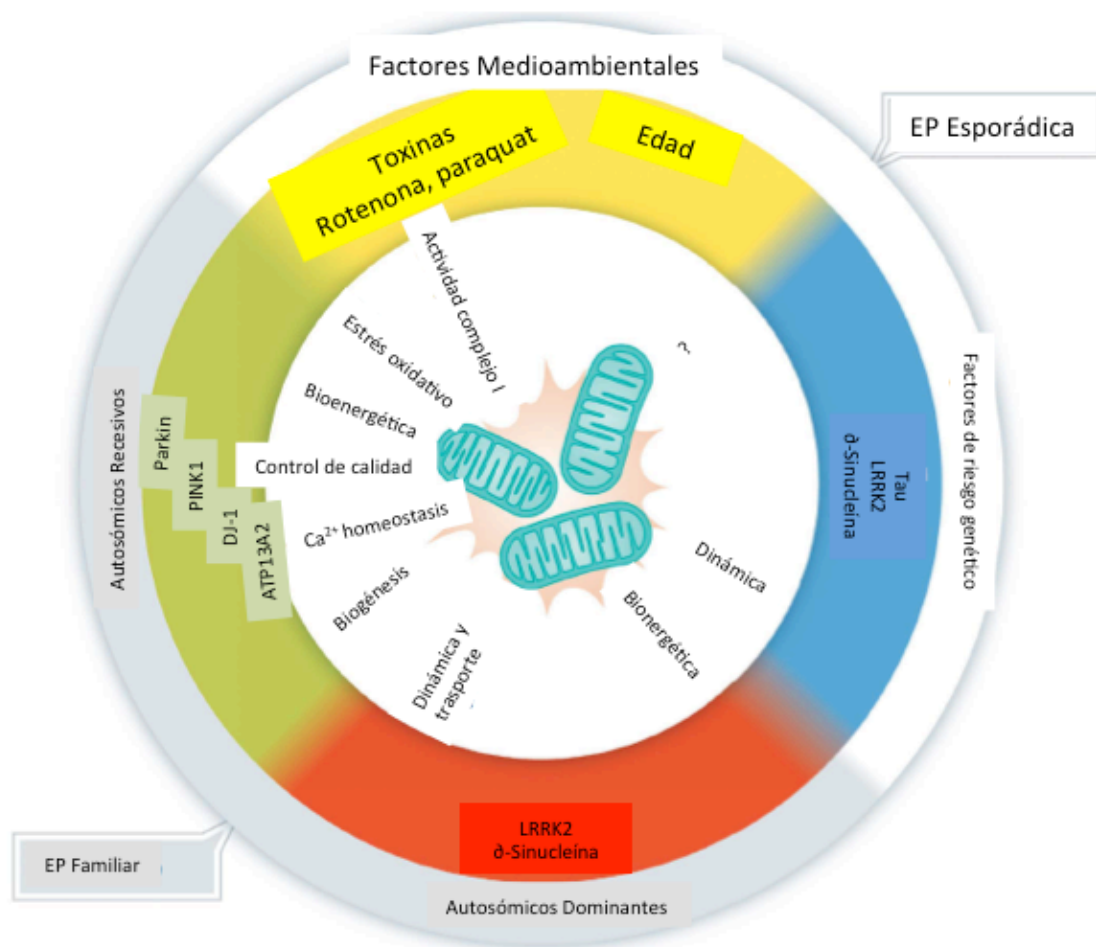 Factores Medioambientales
EP Esporádica
Toxinas
Rotenona, paraquat
Edad
Actividad complejo I
Estrés oxidativo
Bioenergética
Control de calidad
Ca²⁺ homeostasis
Biogénesis
Dinámica y
trasporte
?
Dinámica
Bionergética
Autosómicos Recesivos
Parkin
PINK1
DJ-1
ATP13A2
Tau
LRRK2
∂-Sinucleína
Factores de riesgo genético
LRRK2
∂-Sinucleína
EP Familiar
Autosómicos Dominantes